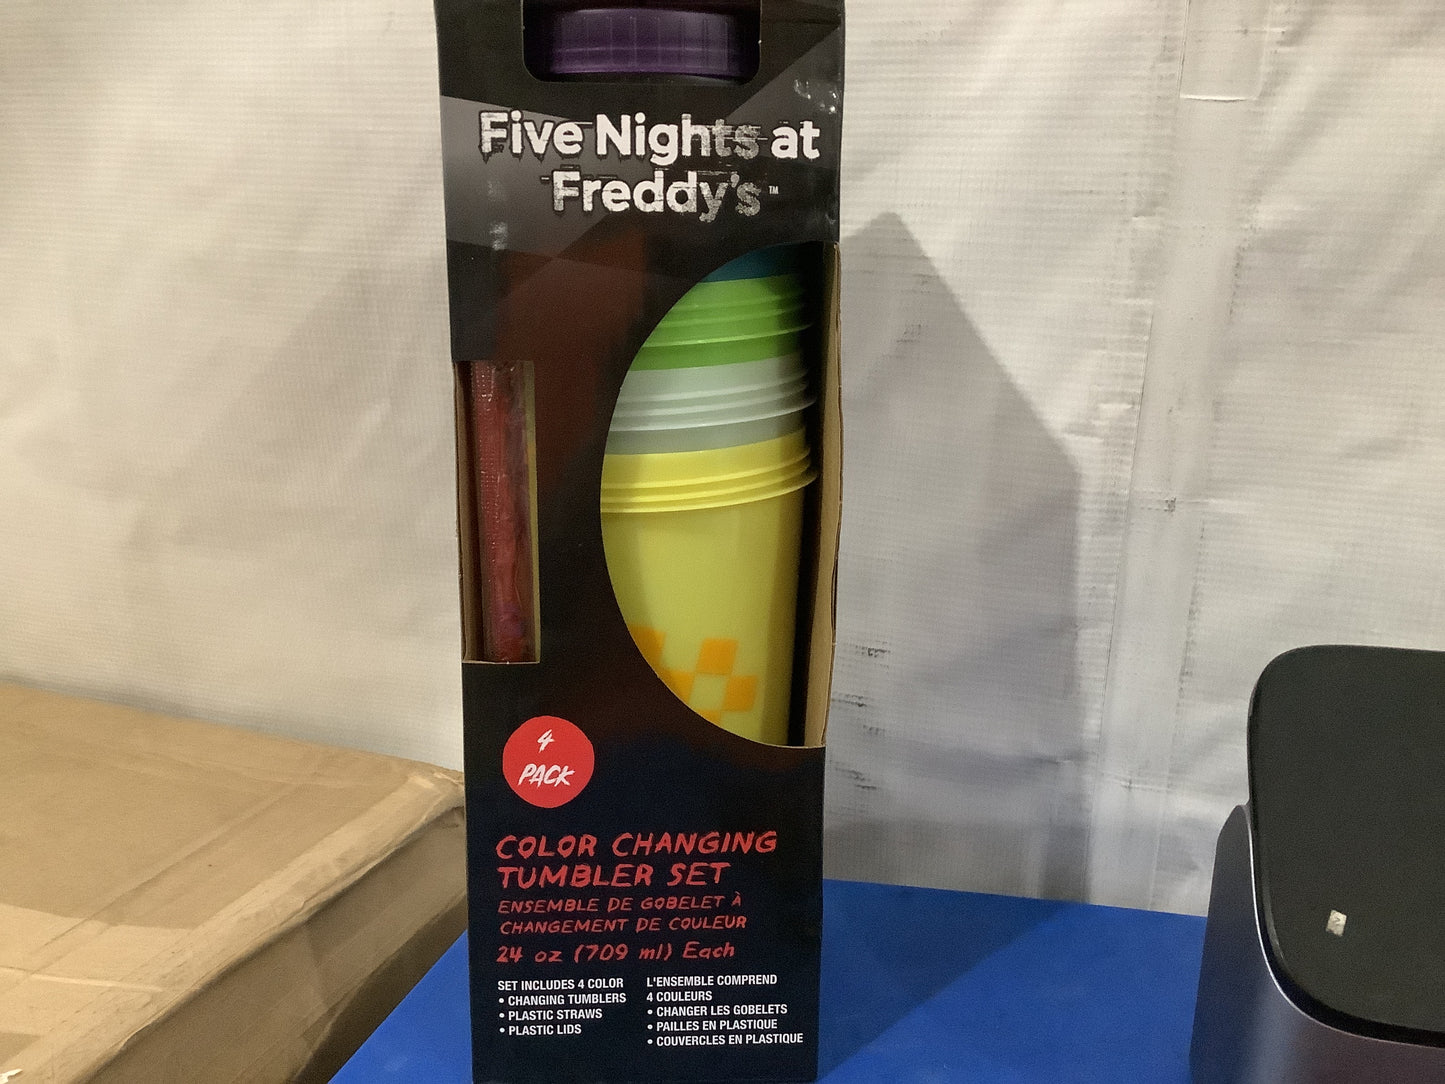 Five Nights at
Freddy's™
4
PACK
COLOR CHANGING
TUMBLER SET
ENSEMBLE DE GOBELET À
CHANGEMENT DE COULEUR
24 oz (709 ml) Each
SET INCLUDES 4 COLOR
• CHANGING TUMBLERS
• PLASTIC STRAWS
• PLASTIC LIDS
L'ENSEMBLE COMPREND
4 COULEURS
• CHANGER LES GOBELETS
• PAILLES EN PLASTIQUE
• COUVERCLES EN PLASTIQUE